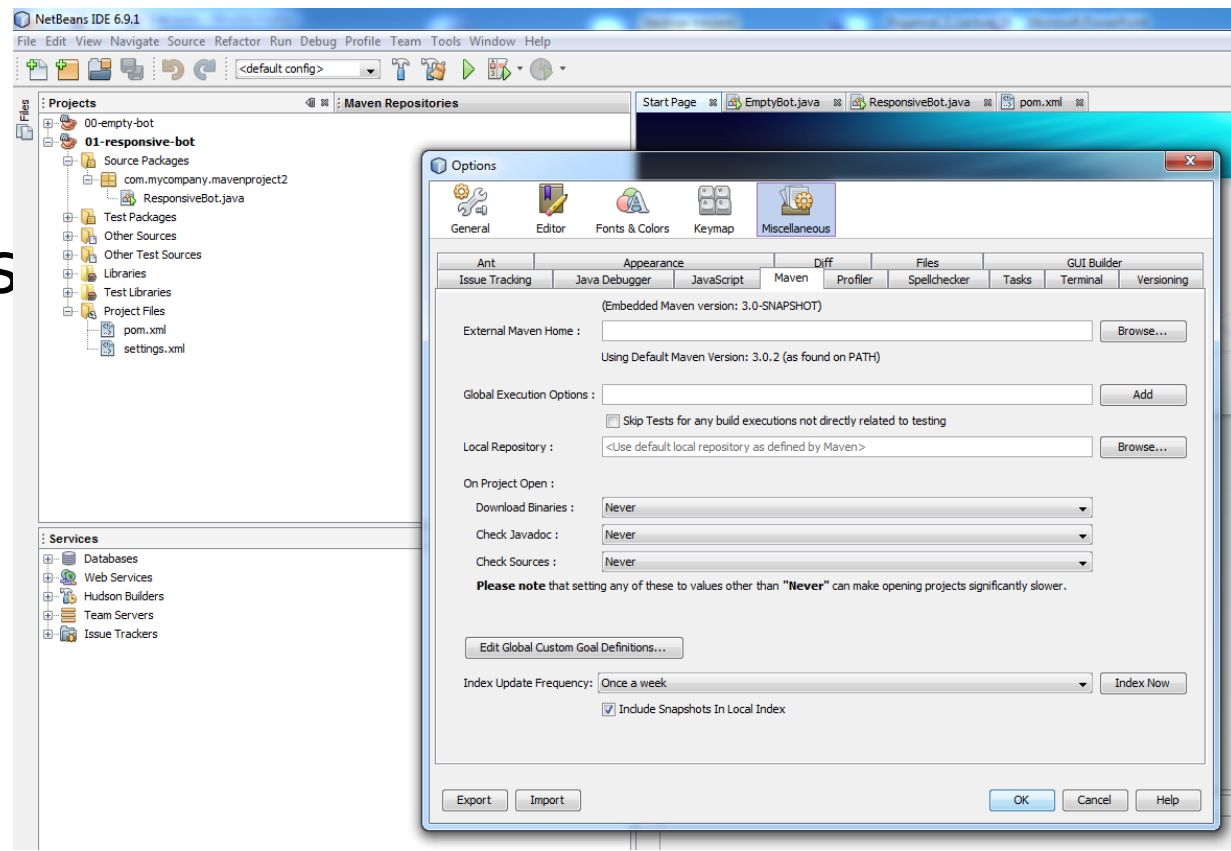 NetBeans IDE 6.9.1
File Edit View Navigate Source Refactor Run Debug Profile Team Tools Window Help
<default config>
Files
Projects
Maven Repositories
Start Page
EmptyBot.java
ResponsiveBot.java
pom.xml
00-empty-bot
01-responsive-bot
Source Packages
com.mycompany.mavenproject2
ResponsiveBot.java
Test Packages
Other Sources
Other Test Sources
Libraries
Test Libraries
Project Files
pom.xml
settings.xml
s
Services
Databases
Web Services
Hudson Builders
Team Servers
Issue Trackers
Options
General Editor Fonts & Colors Keymap Miscellaneous
Ant Appearance Diff Files GUI Builder
Issue Tracking Java Debugger JavaScript Maven Profiler Spellchecker Tasks Terminal Versioning
(Embedded Maven version: 3.0-SNAPSHOT)
External Maven Home : Browse...
Using Default Maven Version: 3.0.2 (as found on PATH)
Global Execution Options : Add
Skip Tests for any build executions not directly related to testing
Local Repository : <Use default local repository as defined by Maven> Browse...
On Project Open :
Download Binaries : Never
Check Javadoc : Never
Check Sources : Never
Please note that setting any of these to values other than "Never" can make opening projects significantly slower.
Edit Global Custom Goal Definitions...
Index Update Frequency: Once a week Index Now
Include Snapshots In Local Index
Export Import OK Cancel Help